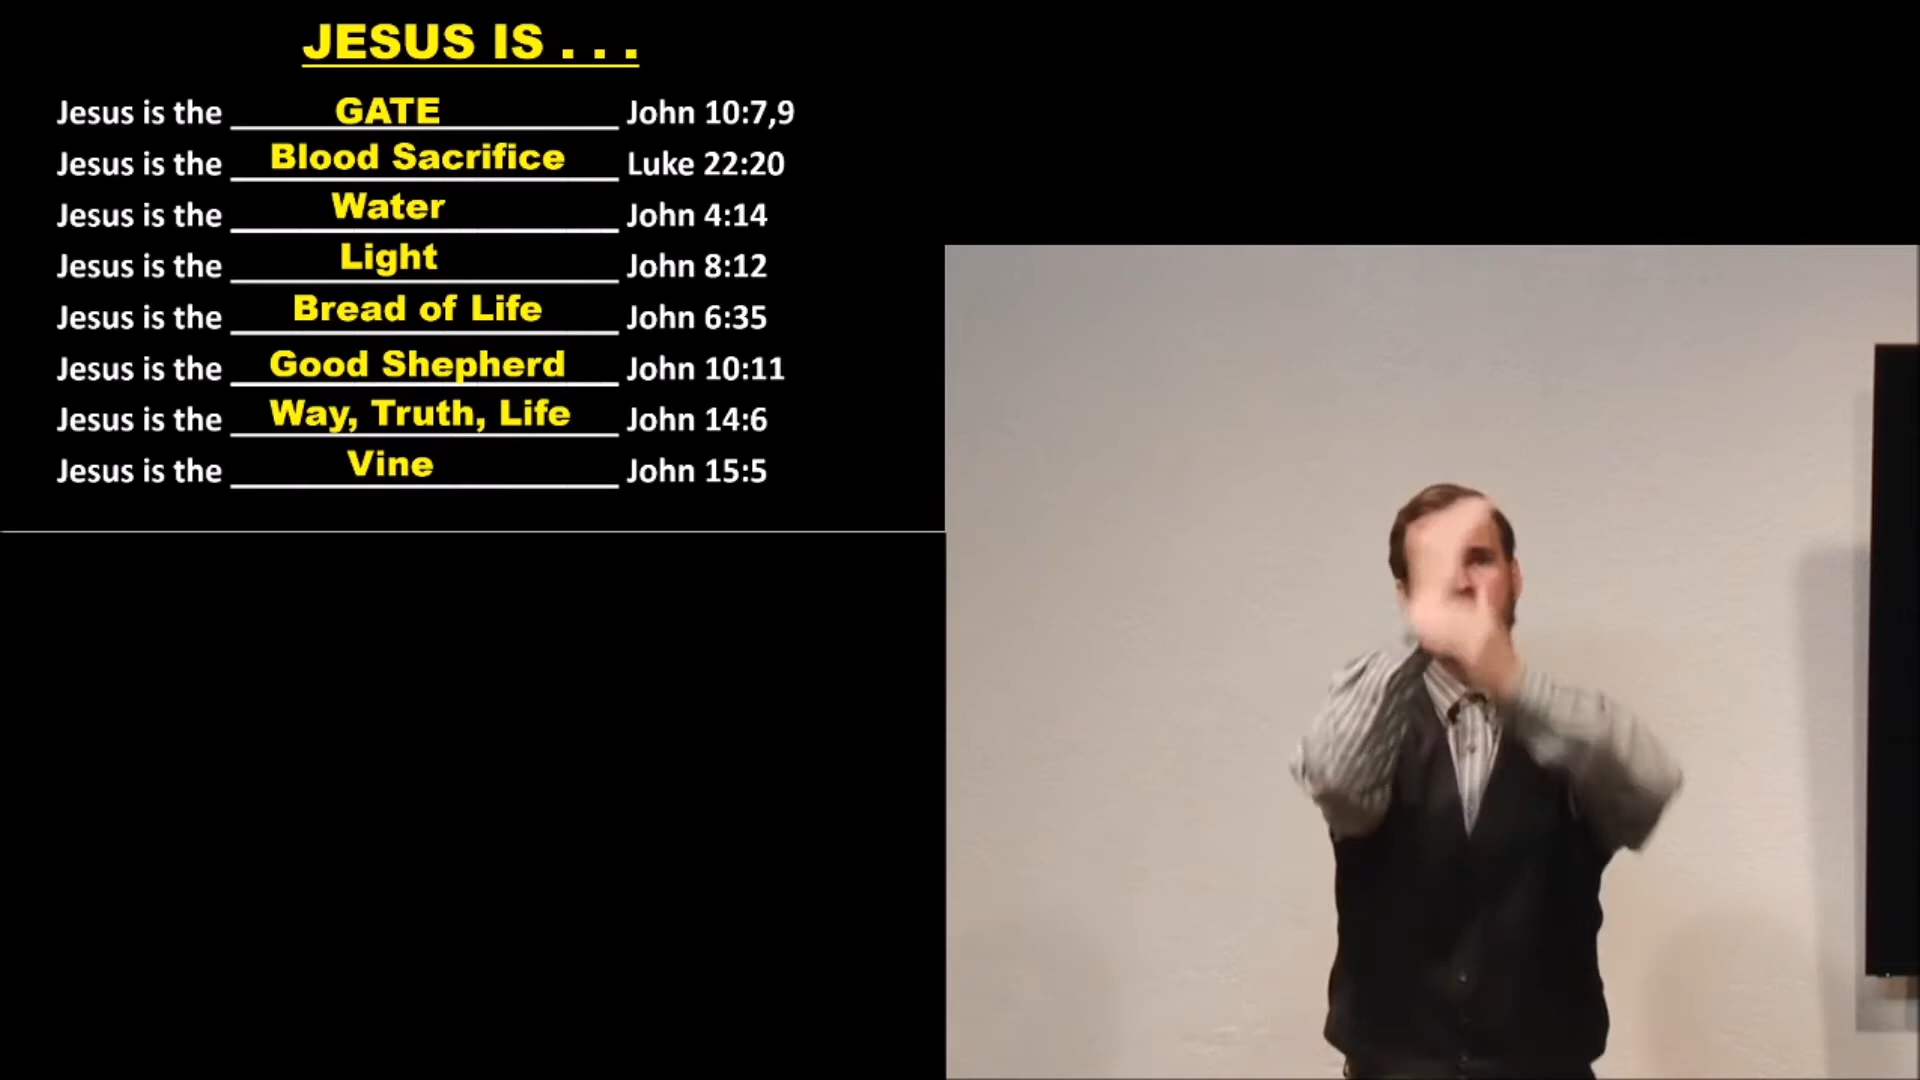 JESUS IS . . .
Jesus is the GATE John 10:7,9
Jesus is the Blood Sacrifice Luke 22:20
Jesus is the Water John 4:14
Jesus is the Light John 8:12
Jesus is the Bread of Life John 6:35
Jesus is the Good Shepherd John 10:11
Jesus is the Way, Truth, Life John 14:6
Jesus is the Vine John 15:5